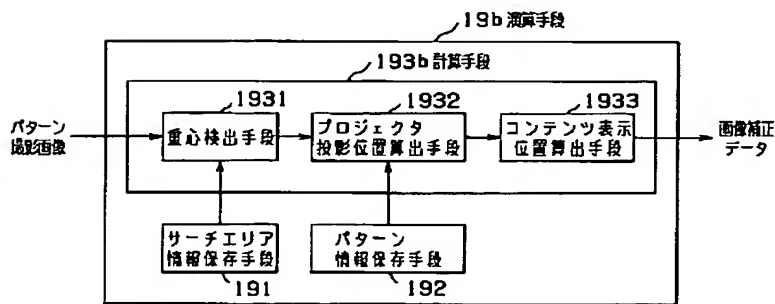 19b 演算手段
193b 計算手段
1931
1932
1933
パターン
撮影画像
重心検出手段
プロジェクタ
投影位置算出手段
コンテンツ表示
位置算出手段
画像補正
データ
サーチエリア
情報保存手段
パターン
情報保存手段
191
192